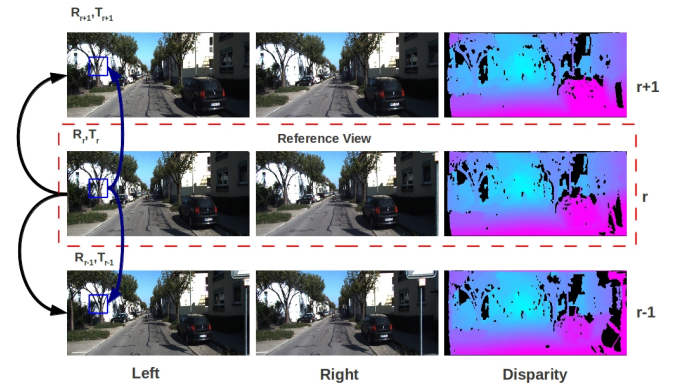 R_{r+1},T_{r+1}
r+1
R_r,T_r
Reference View
r
R_{r-1},T_{r-1}
r-1
Left Right Disparity